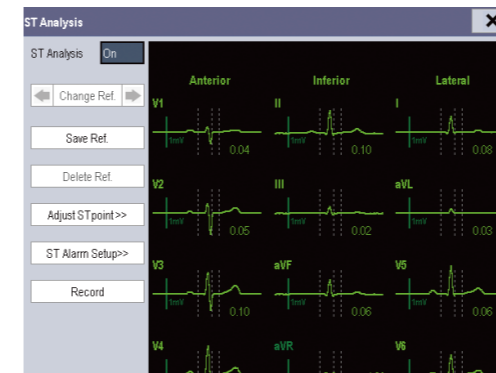 ST Analysis
ST Analysis On
Change Ref.
Save Ref.
Delete Ref.
Adjust STpoint>>
ST Alarm Setup>>
Record
Anterior Inferior Lateral
V1 II I
1mV 0.04 1mV 0.10 1mV 0.08
V2 III aVL
1mV 0.05 1mV 0.02 1mV 0.03
V3 aVF V5
1mV 0.10 1mV 0.06 1mV 0.06
V4 aVR V6